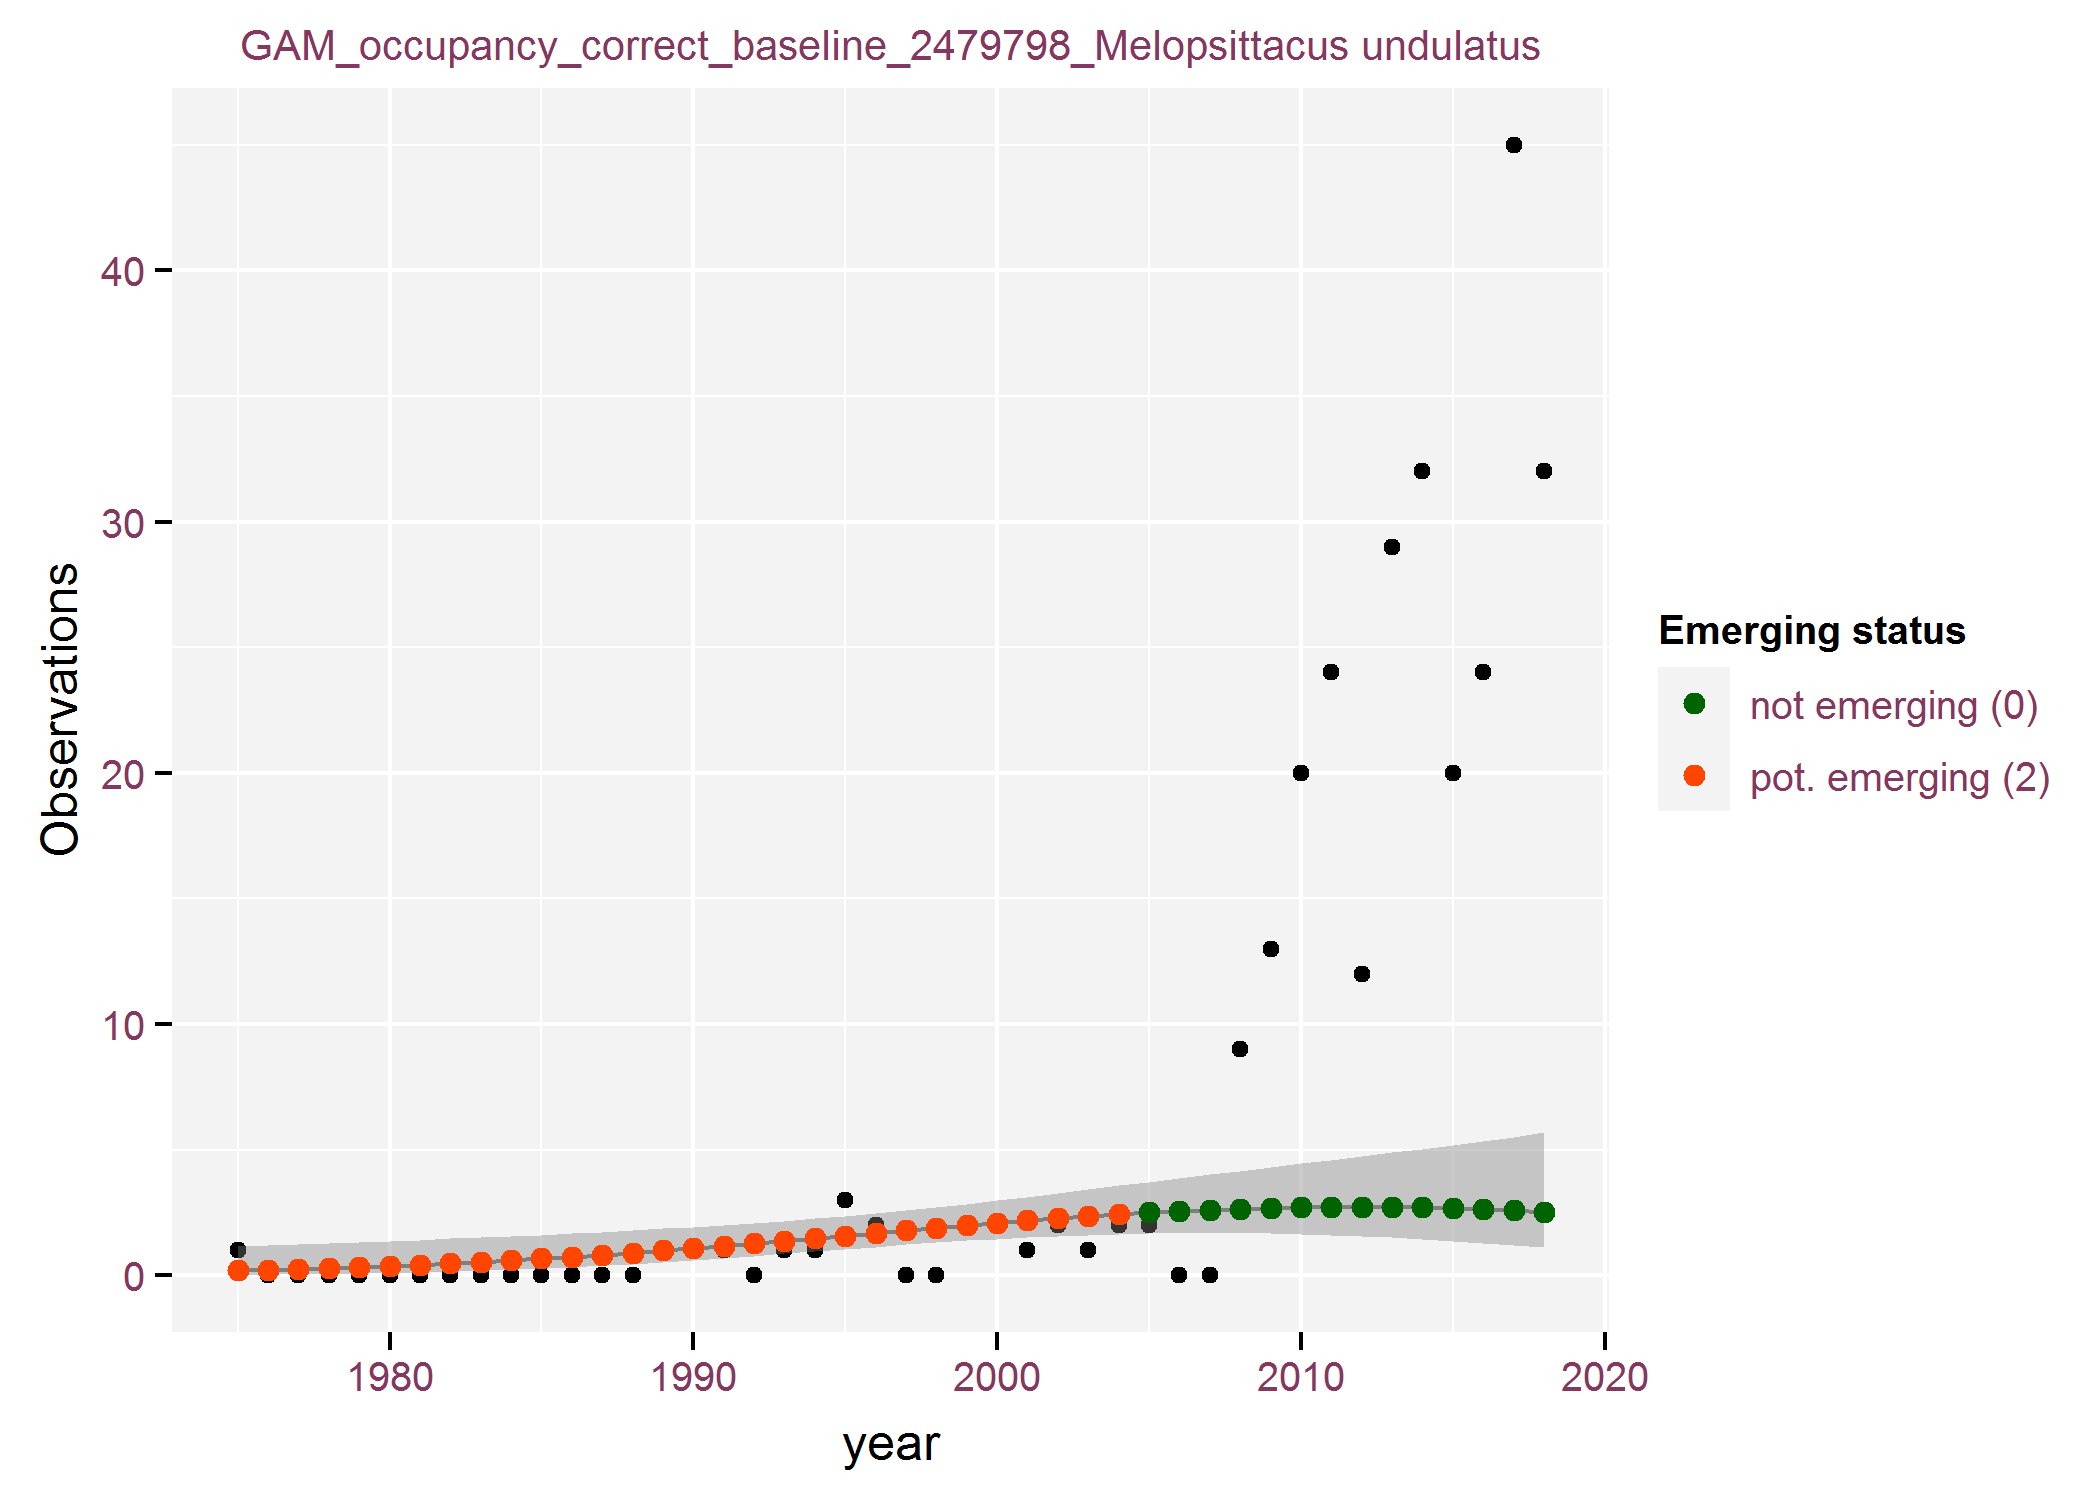 GAM_occupancy_correct_baseline_2479798_Melopsittacus undulatus
40
30
20
10
0
Observations
1980 1990 2000 2010 2020
year
Emerging status
not emerging (0)
pot. emerging (2)